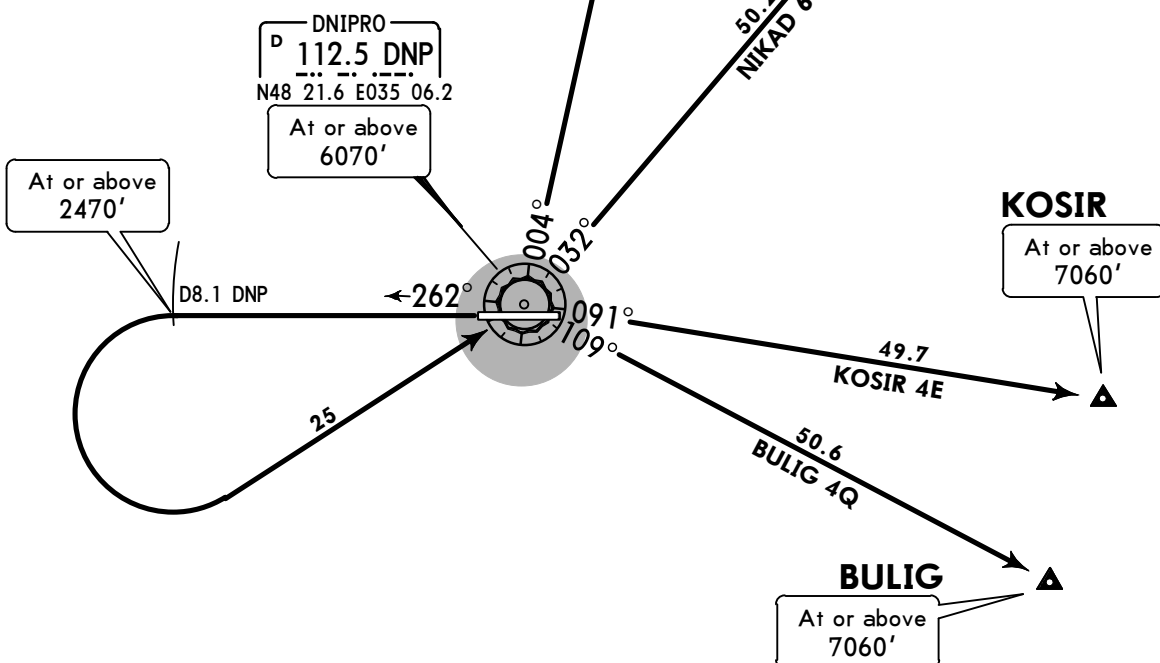 DNIPRO
D 112.5 DNP
N48 21.6 E035 06.2
At or above
6070'
At or above
2470'
D8.1 DNP
262°
25
004°
032°
NIKAD 6
091°
109°
49.7
KOSIR 4E
KOSIR
At or above
7060'
50.6
BULIG 4Q
BULIG
At or above
7060'